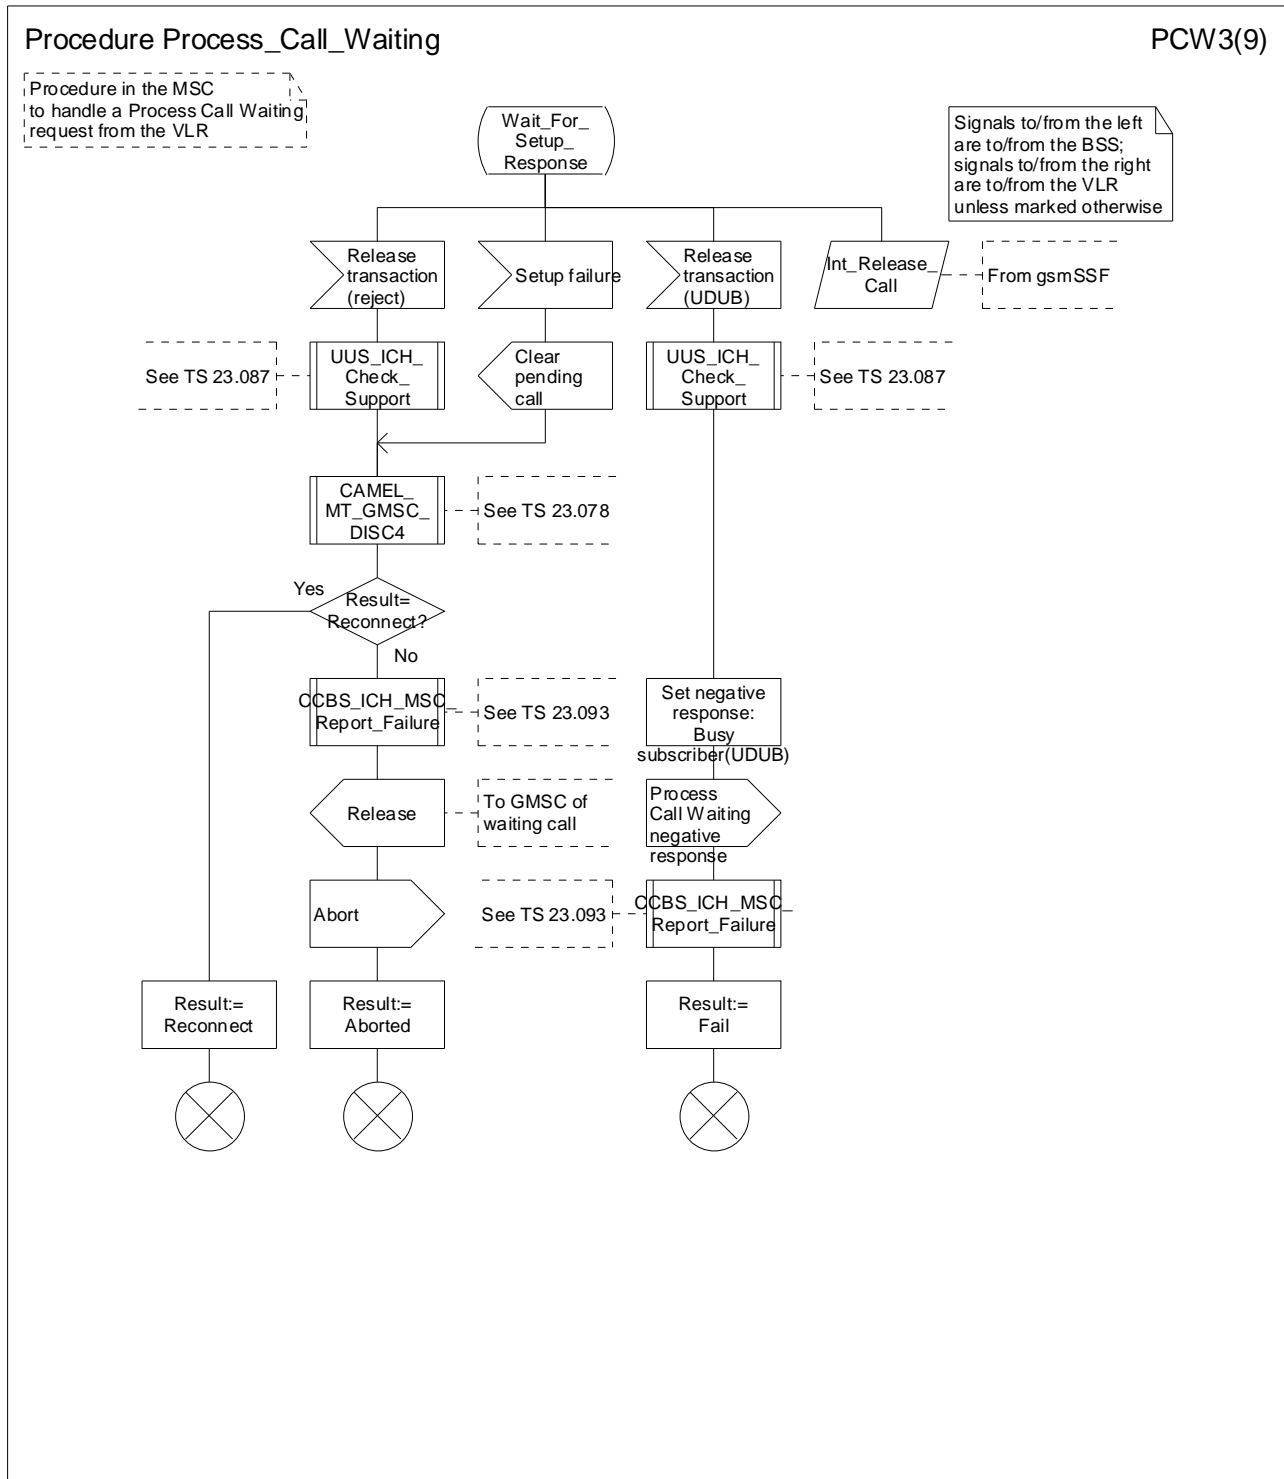 Procedure Process_Call_Waiting
PCW3(9)
Procedure in the MSC
to handle a Process Call Waiting
request from the VLR
Wait_For_
Setup_
Response
Signals to/from the left
are to/from the BSS;
signals to/from the right
are to/from the VLR
unless marked otherwise
Release
transaction
(reject)
Setup failure
Release
transaction
(UDUB)
Int_Release_
Call
From gsmSSF
See TS 23.087
UUS_ICH_
Check_
Support
Clear
pending
call
UUS_ICH_
Check_
Support
See TS 23.087
CAMEL_
MT_GMSC_
DISC4
See TS 23.078
Yes
Result=
Reconnect?
No
CCBS_ICH_MSC_
Report_Failure
See TS 23.093
Set negative
response:
Busy
subscriber(UDUB)
Release
To GMSC of
waiting call
Process
Call Waiting
negative
response
Abort
See TS 23.093
CCBS_ICH_MSC_
Report_Failure
Result:=
Reconnect
Result:=
Aborted
Result:=
Fail